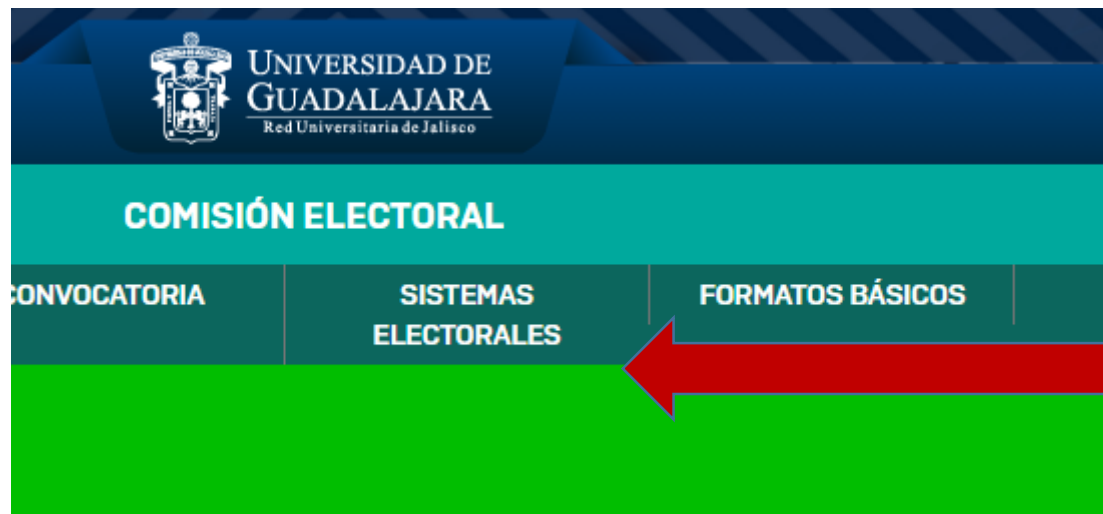 UNIVERSIDAD DE
GUADALAJARA
Red Universitaria de Jalisco
COMISIÓN ELECTORAL
CONVOCATORIA
SISTEMAS
ELECTORALES
FORMATOS BÁSICOS